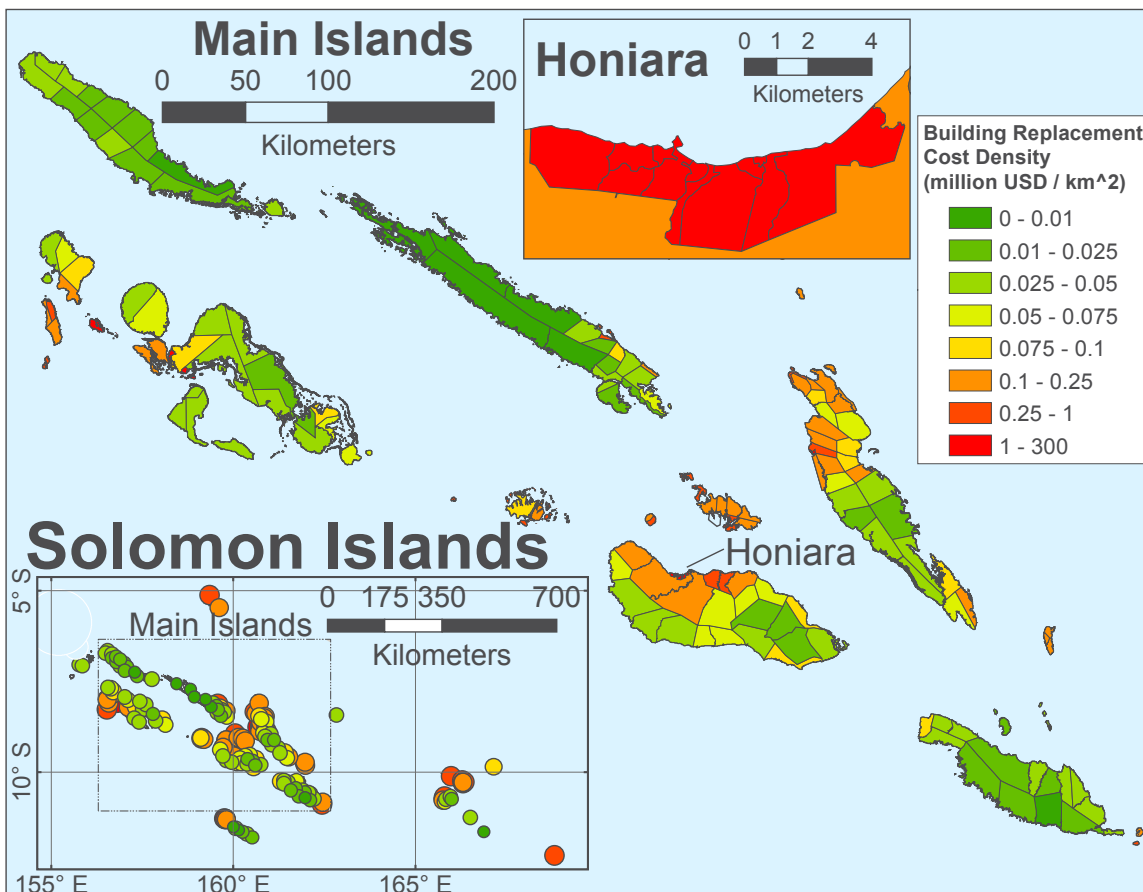 Main Islands
0 50 100 200
Kilometers
Honiara
0 1 2 4
Kilometers
Building Replacement
Cost Density
(million USD / km^2)
0 - 0.01
0.01 - 0.025
0.025 - 0.05
0.05 - 0.075
0.075 - 0.1
0.1 - 0.25
0.25 - 1
1 - 300
Honiara
Solomon Islands
0 175 350 700
Kilometers
Main Islands
5° S
10° S
155° E 160° E 165° E